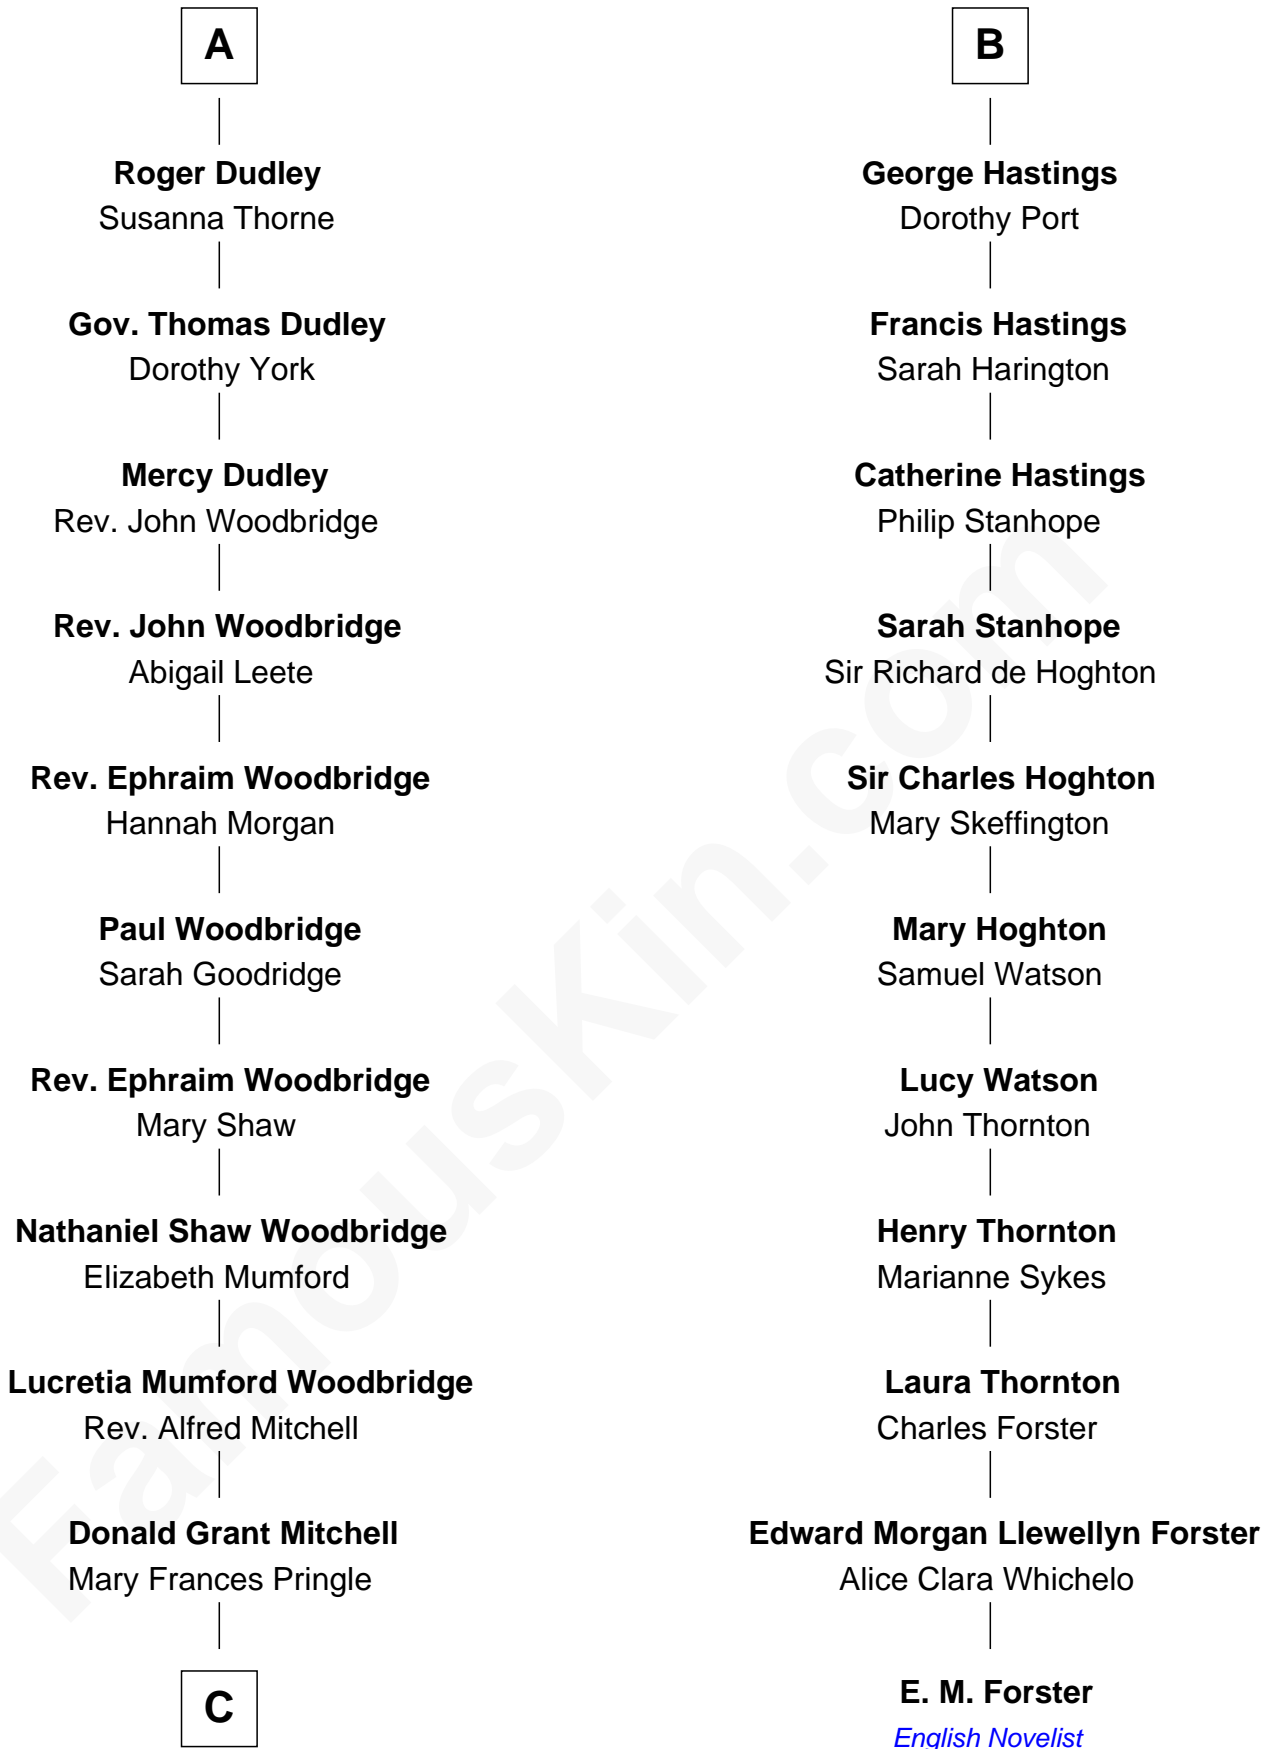 A
Roger Dudley
Susanna Thorne
Gov. Thomas Dudley
Dorothy York
Mercy Dudley
Rev. John Woodbridge
Rev. John Woodbridge
Abigail Leete
Rev. Ephraim Woodbridge
Hannah Morgan
Paul Woodbridge
Sarah Goodridge
Rev. Ephraim Woodbridge
Mary Shaw
Nathaniel Shaw Woodbridge
Elizabeth Mumford
Lucretia Mumford Woodbridge
Rev. Alfred Mitchell
Donald Grant Mitchell
Mary Frances Pringle
C
B
George Hastings
Dorothy Port
Francis Hastings
Sarah Harington
Catherine Hastings
Philip Stanhope
Sarah Stanhope
Sir Richard de Hoghton
Sir Charles Hoghton
Mary Skeffington
Mary Hoghton
Samuel Watson
Lucy Watson
John Thornton
Henry Thornton
Marianne Sykes
Laura Thornton
Charles Forster
Edward Morgan Llewellyn Forster
Alice Clara Whichelo
E. M. Forster
English Novelist
FamousKin.com